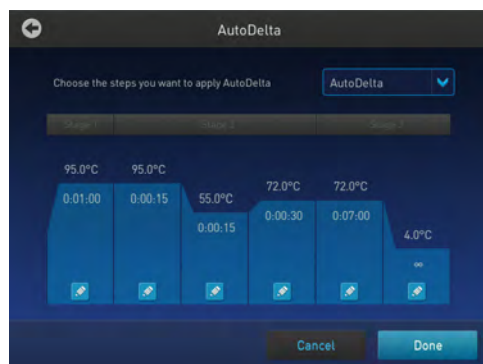 AutoDelta
Choose the steps you want to apply AutoDelta
AutoDelta
Stage 1
Stage 2
Stage 3
95.0°C
95.0°C
55.0°C
72.0°C
72.0°C
4.0°C
0:01:00
0:00:15
0:00:15
0:00:30
0:07:00
∞
Cancel
Done